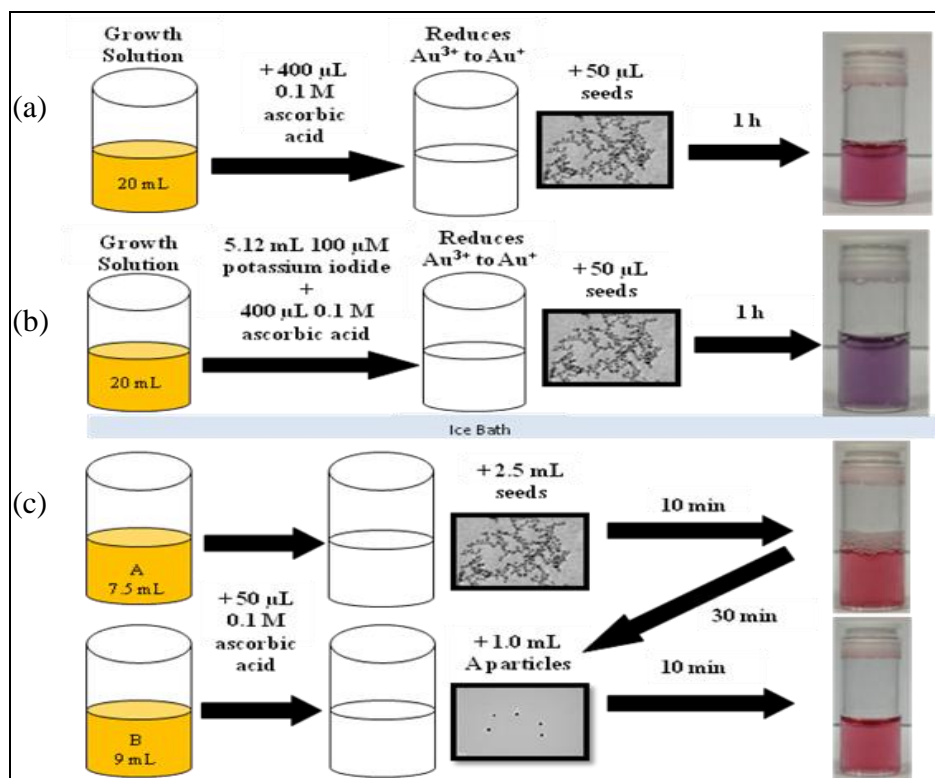 (a)
Growth
Solution
20 mL
+ 400 µL
0.1 M
ascorbic
acid
Reduces
Au³⁺ to Au⁺
+ 50 µL
seeds
1 h
(b)
Growth
Solution
20 mL
5.12 mL 100 µM
potassium iodide
+
400 µL 0.1 M
ascorbic acid
Reduces
Au³⁺ to Au⁺
+ 50 µL
seeds
1 h
Ice Bath
(c)
A
7.5 mL
+ 2.5 mL
seeds
10 min
+ 50 µL
0.1 M
ascorbic
acid
30 min
B
9 mL
+ 1.0 mL
A particles
10 min